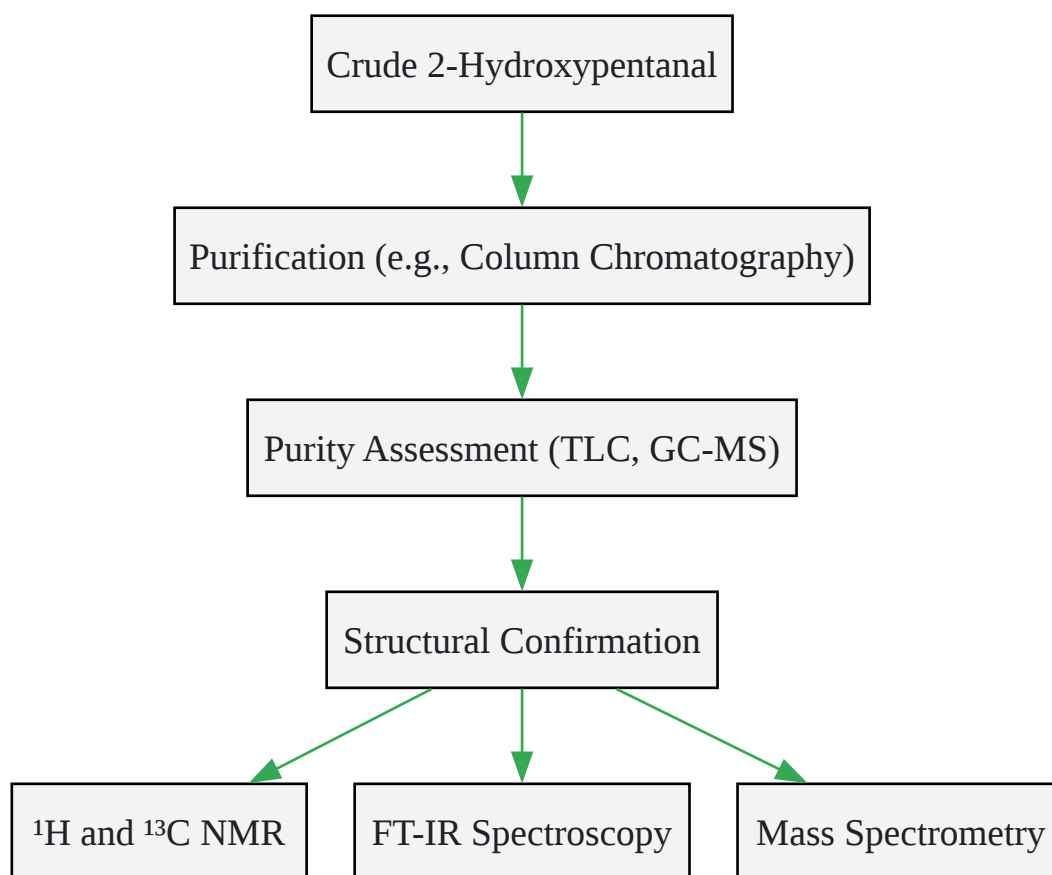 Crude 2-Hydroxypentanal
Purification (e.g., Column Chromatography)
Purity Assessment (TLC, GC-MS)
Structural Confirmation
¹H and ¹³C NMR
FT-IR Spectroscopy
Mass Spectrometry